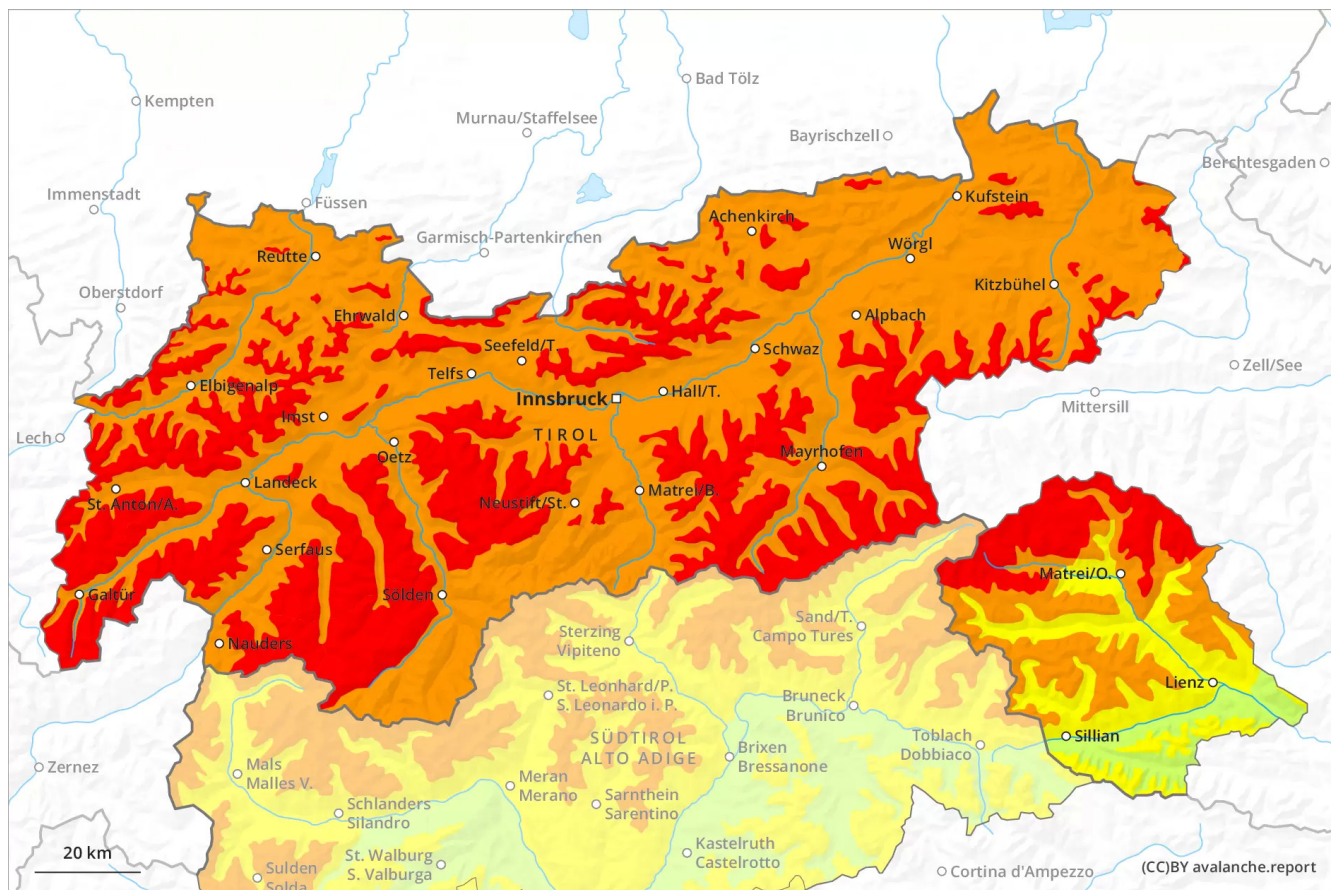 Bad Tölz
Kempten
Murnau/Staffelsee
Bayrischzell
Berchtesgaden
Immenstadt
Füssen
Kufstein
Achenkirch
Garmisch-Partenkirchen
Wörgl
Reutte
Kitzbühel
Oberstdorf
Ehrwald
Alpbach
Seefeld/T.
Schwaz
Zell/See
Telfs
Elbigenalp
Hall/T.
Innsbruck
Mittersill
Imst
Lech
TIROL
Oetz
Mayrhofen
Landeck
St. Anton/A.
Matrei/B.
Neustift/St.
Serfaus
Matrei/O.
Galtür
Sölden
Sand/T.
Campo Tures
Sterzing
Vipiteno
Nauders
Lienz
St. Leonhard/P.
S. Leonardo i. P.
Bruneck
Brunico
Sillian
SÜDTIROL
ALTO ADIGE
Toblach
Dobbiaco
Brixen
Bressanone
Zernez
Mals
Malles V.
Meran
Merano
Sarnthein
Sarentino
Schlanders
Silandro
20 km
St. Walburg
S. Valburga
Kastelruth
Castelrotto
Sulden
Solda
Cortina d'Ampezzo
(CC)BY avalanche.report